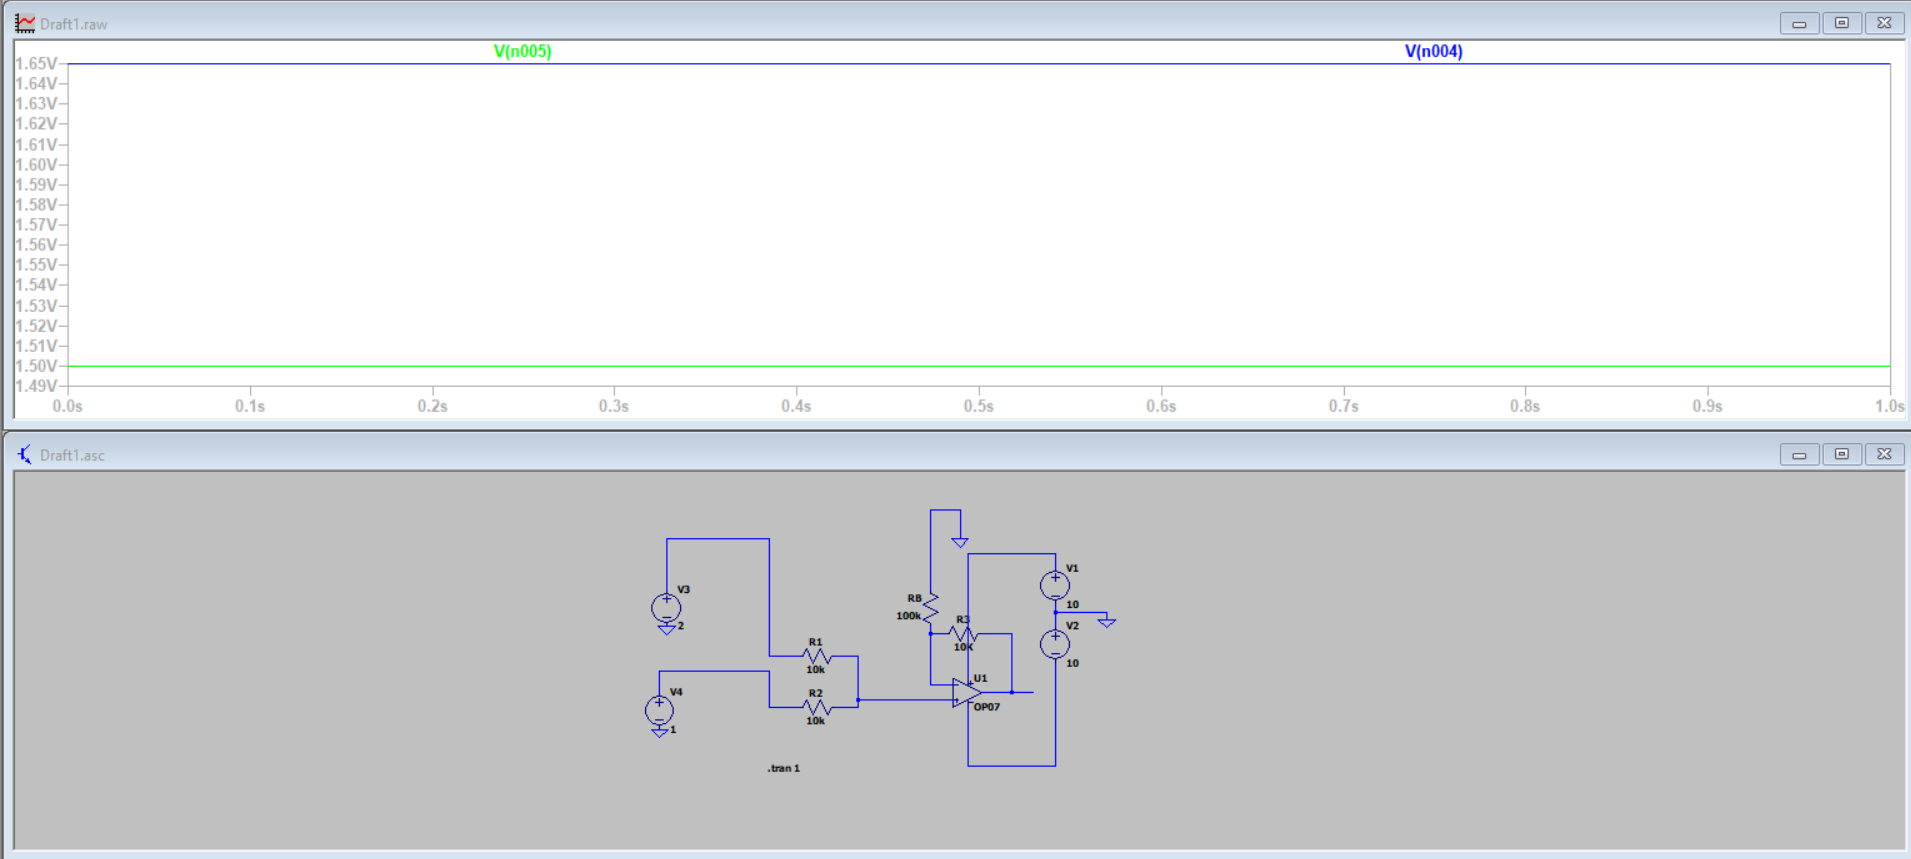 Draft1.raw
V(n005) V(n004)
1.65V
1.64V
1.63V
1.62V
1.61V
1.60V
1.59V
1.58V
1.57V
1.56V
1.55V
1.54V
1.53V
1.52V
1.51V
1.50V
1.49V
0.0s 0.1s 0.2s 0.3s 0.4s 0.5s 0.6s 0.7s 0.8s 0.9s 1.0s
Draft1.asc
V3
2
V4
1
R1
10k
R2
10k
RB
100k
R3
10K
U1
OP07
V1
10
V2
10
.tran 1